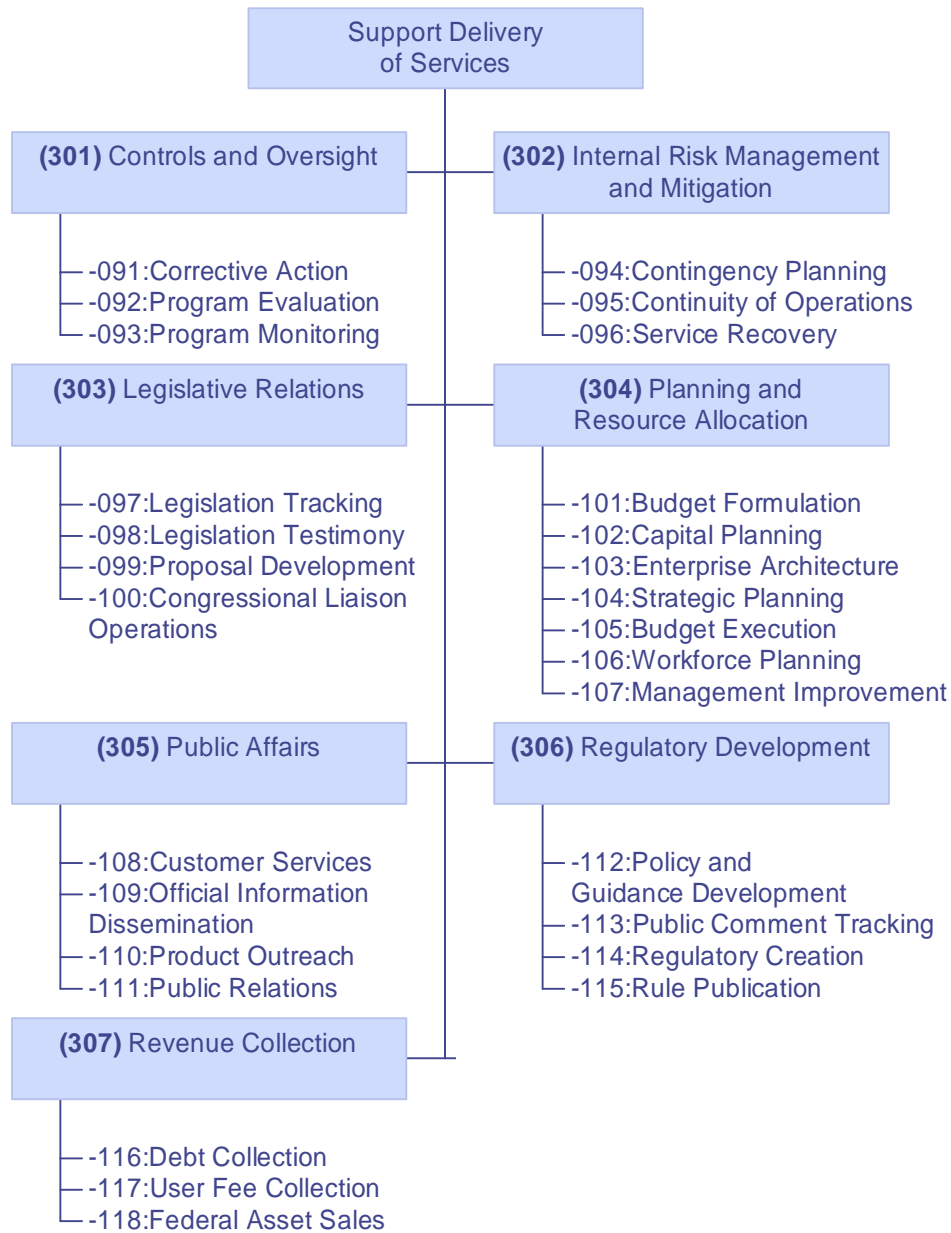 Support Delivery
of Services
(301) Controls and Oversight
-091:Corrective Action
-092:Program Evaluation
-093:Program Monitoring
(302) Internal Risk Management
and Mitigation
-094:Contingency Planning
-095:Continuity of Operations
-096:Service Recovery
(303) Legislative Relations
-097:Legislation Tracking
-098:Legislation Testimony
-099:Proposal Development
-100:Congressional Liaison
Operations
(304) Planning and
Resource Allocation
-101:Budget Formulation
-102:Capital Planning
-103:Enterprise Architecture
-104:Strategic Planning
-105:Budget Execution
-106:Workforce Planning
-107:Management Improvement
(305) Public Affairs
-108:Customer Services
-109:Official Information
Dissemination
-110:Product Outreach
-111:Public Relations
(306) Regulatory Development
-112:Policy and
Guidance Development
-113:Public Comment Tracking
-114:Regulatory Creation
-115:Rule Publication
(307) Revenue Collection
-116:Debt Collection
-117:User Fee Collection
-118:Federal Asset Sales